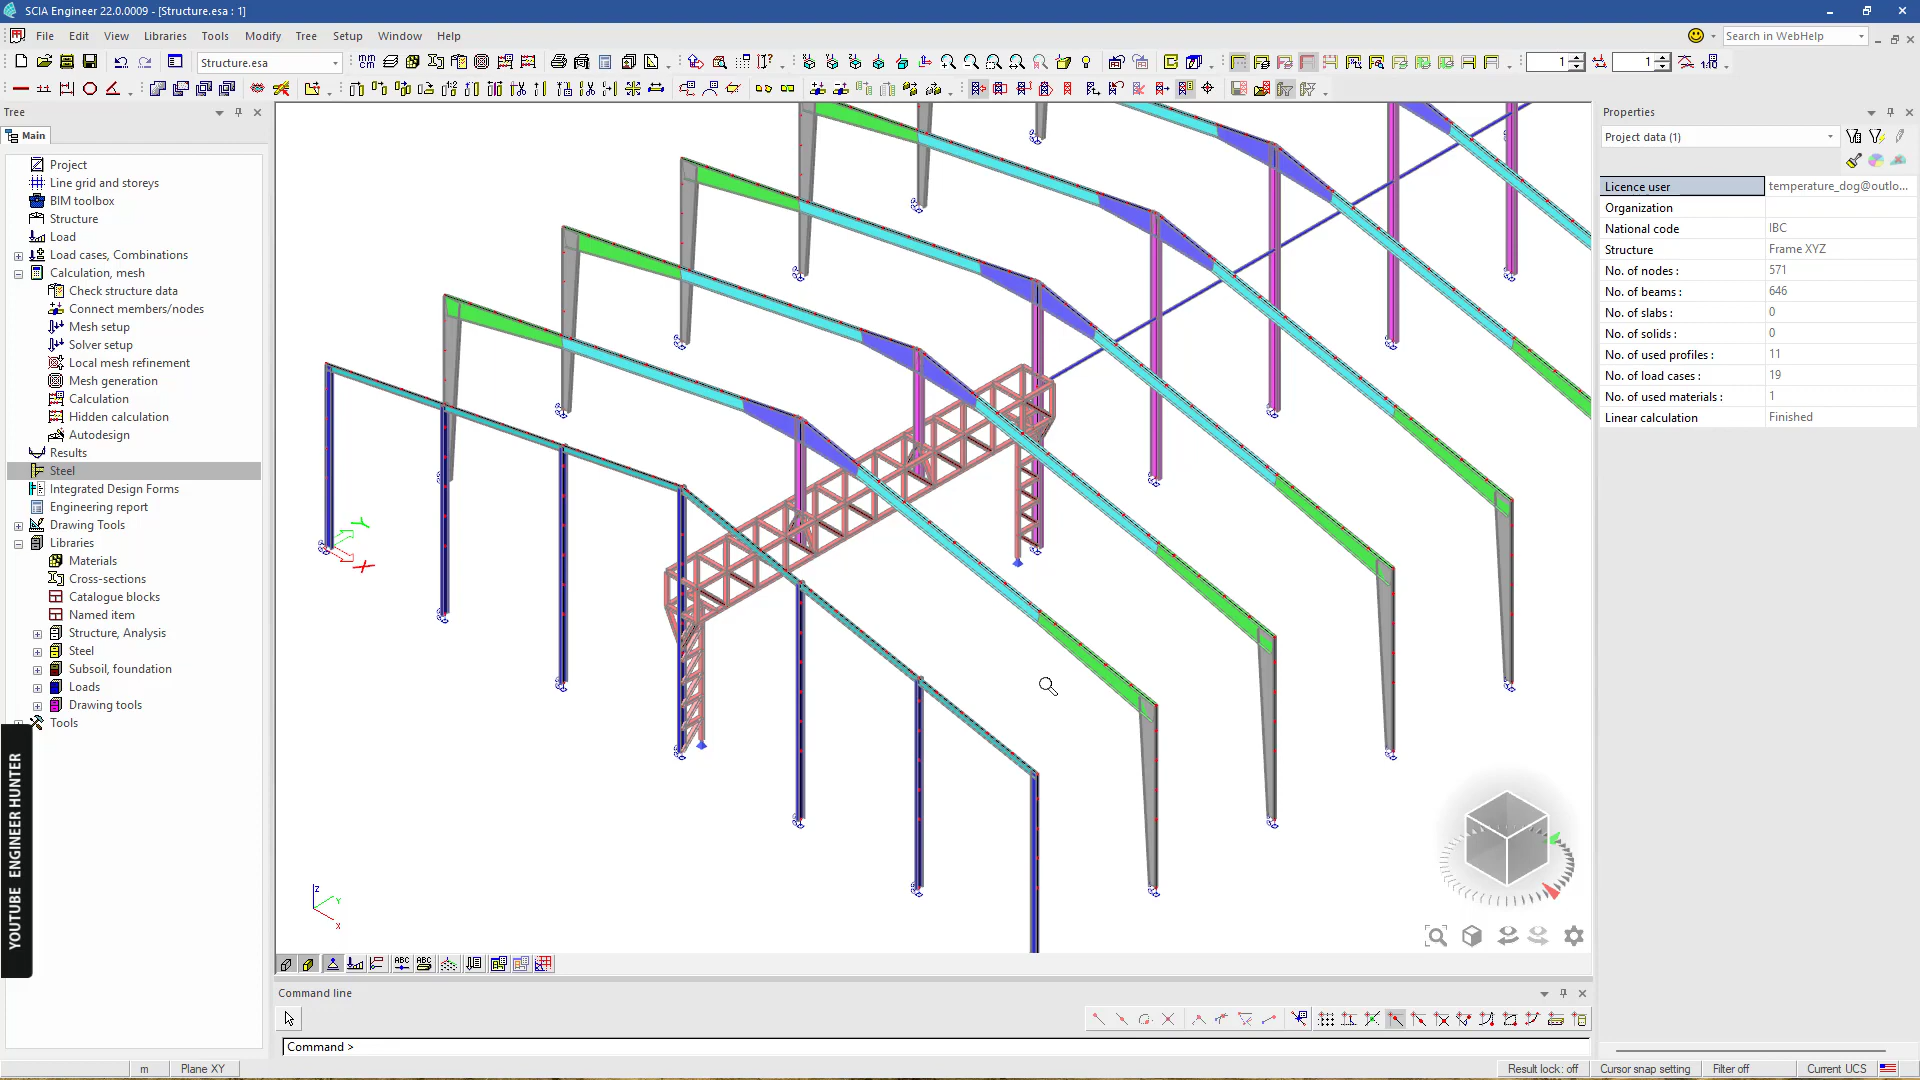 SCIA Engineer 22.0.0009 - [Structure.esa : 1]
File Edit View Libraries Tools Modify Tree Setup Window Help
Search in WebHelp
Structure.esa
1
1
Tree
Main
Project
Line grid and storeys
BIM toolbox
Structure
Load
Load cases, Combinations
Calculation, mesh
Check structure data
Connect members/nodes
Mesh setup
Solver setup
Local mesh refinement
Mesh generation
Calculation
Hidden calculation
Autodesign
Results
Steel
Integrated Design Forms
Engineering report
Drawing Tools
Libraries
Materials
Cross-sections
Catalogue blocks
Named item
Structure, Analysis
Steel
Subsoil, foundation
Loads
Drawing tools
Tools
YOUTUBE ENGINEER HUNTER
Y
X
Z
Y
X
Properties
Project data (1)
Licence user temperature_dog@outlo...
Organization
National code IBC
Structure Frame XYZ
No. of nodes : 571
No. of beams : 646
No. of slabs : 0
No. of solids : 0
No. of used profiles : 11
No. of load cases : 19
No. of used materials : 1
Linear calculation Finished
ABC ABC
Command line
Command >
m Plane XY
Result lock: off Cursor snap setting Filter off Current UCS